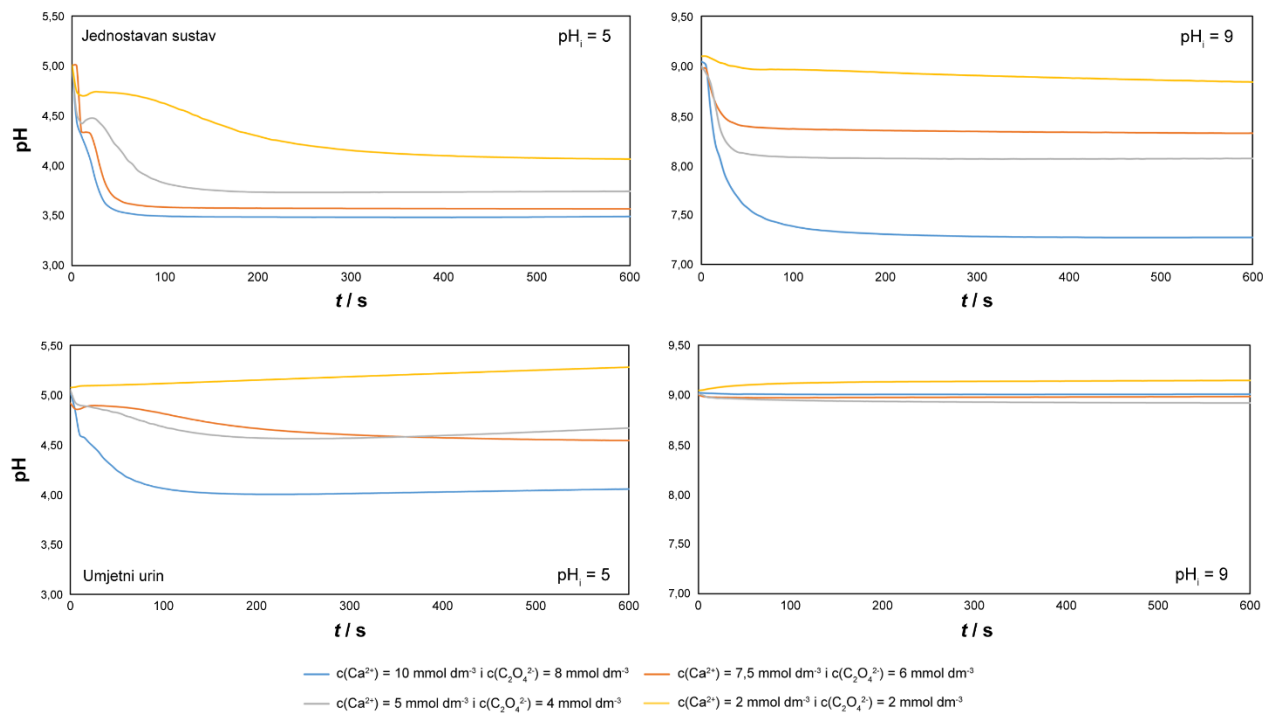 5,50
5,00
4,50
4,00
3,50
3,00
pH
Jednostavan sustav
pHi = 5
0 100 200 300 400 500 600
t / s
9,50
9,00
8,50
8,00
7,50
7,00
pHi = 9
0 100 200 300 400 500 600
t / s
5,50
5,00
4,50
4,00
3,50
3,00
pH
Umjetni urin
pHi = 5
0 100 200 300 400 500 600
t / s
9,50
9,00
8,50
8,00
7,50
7,00
pHi = 9
0 100 200 300 400 500 600
t / s
c(Ca²⁺) = 10 mmol dm⁻³ i c(C₂O₄²⁻) = 8 mmol dm⁻³
c(Ca²⁺) = 7,5 mmol dm⁻³ i c(C₂O₄²⁻) = 6 mmol dm⁻³
c(Ca²⁺) = 5 mmol dm⁻³ i c(C₂O₄²⁻) = 4 mmol dm⁻³
c(Ca²⁺) = 2 mmol dm⁻³ i c(C₂O₄²⁻) = 2 mmol dm⁻³